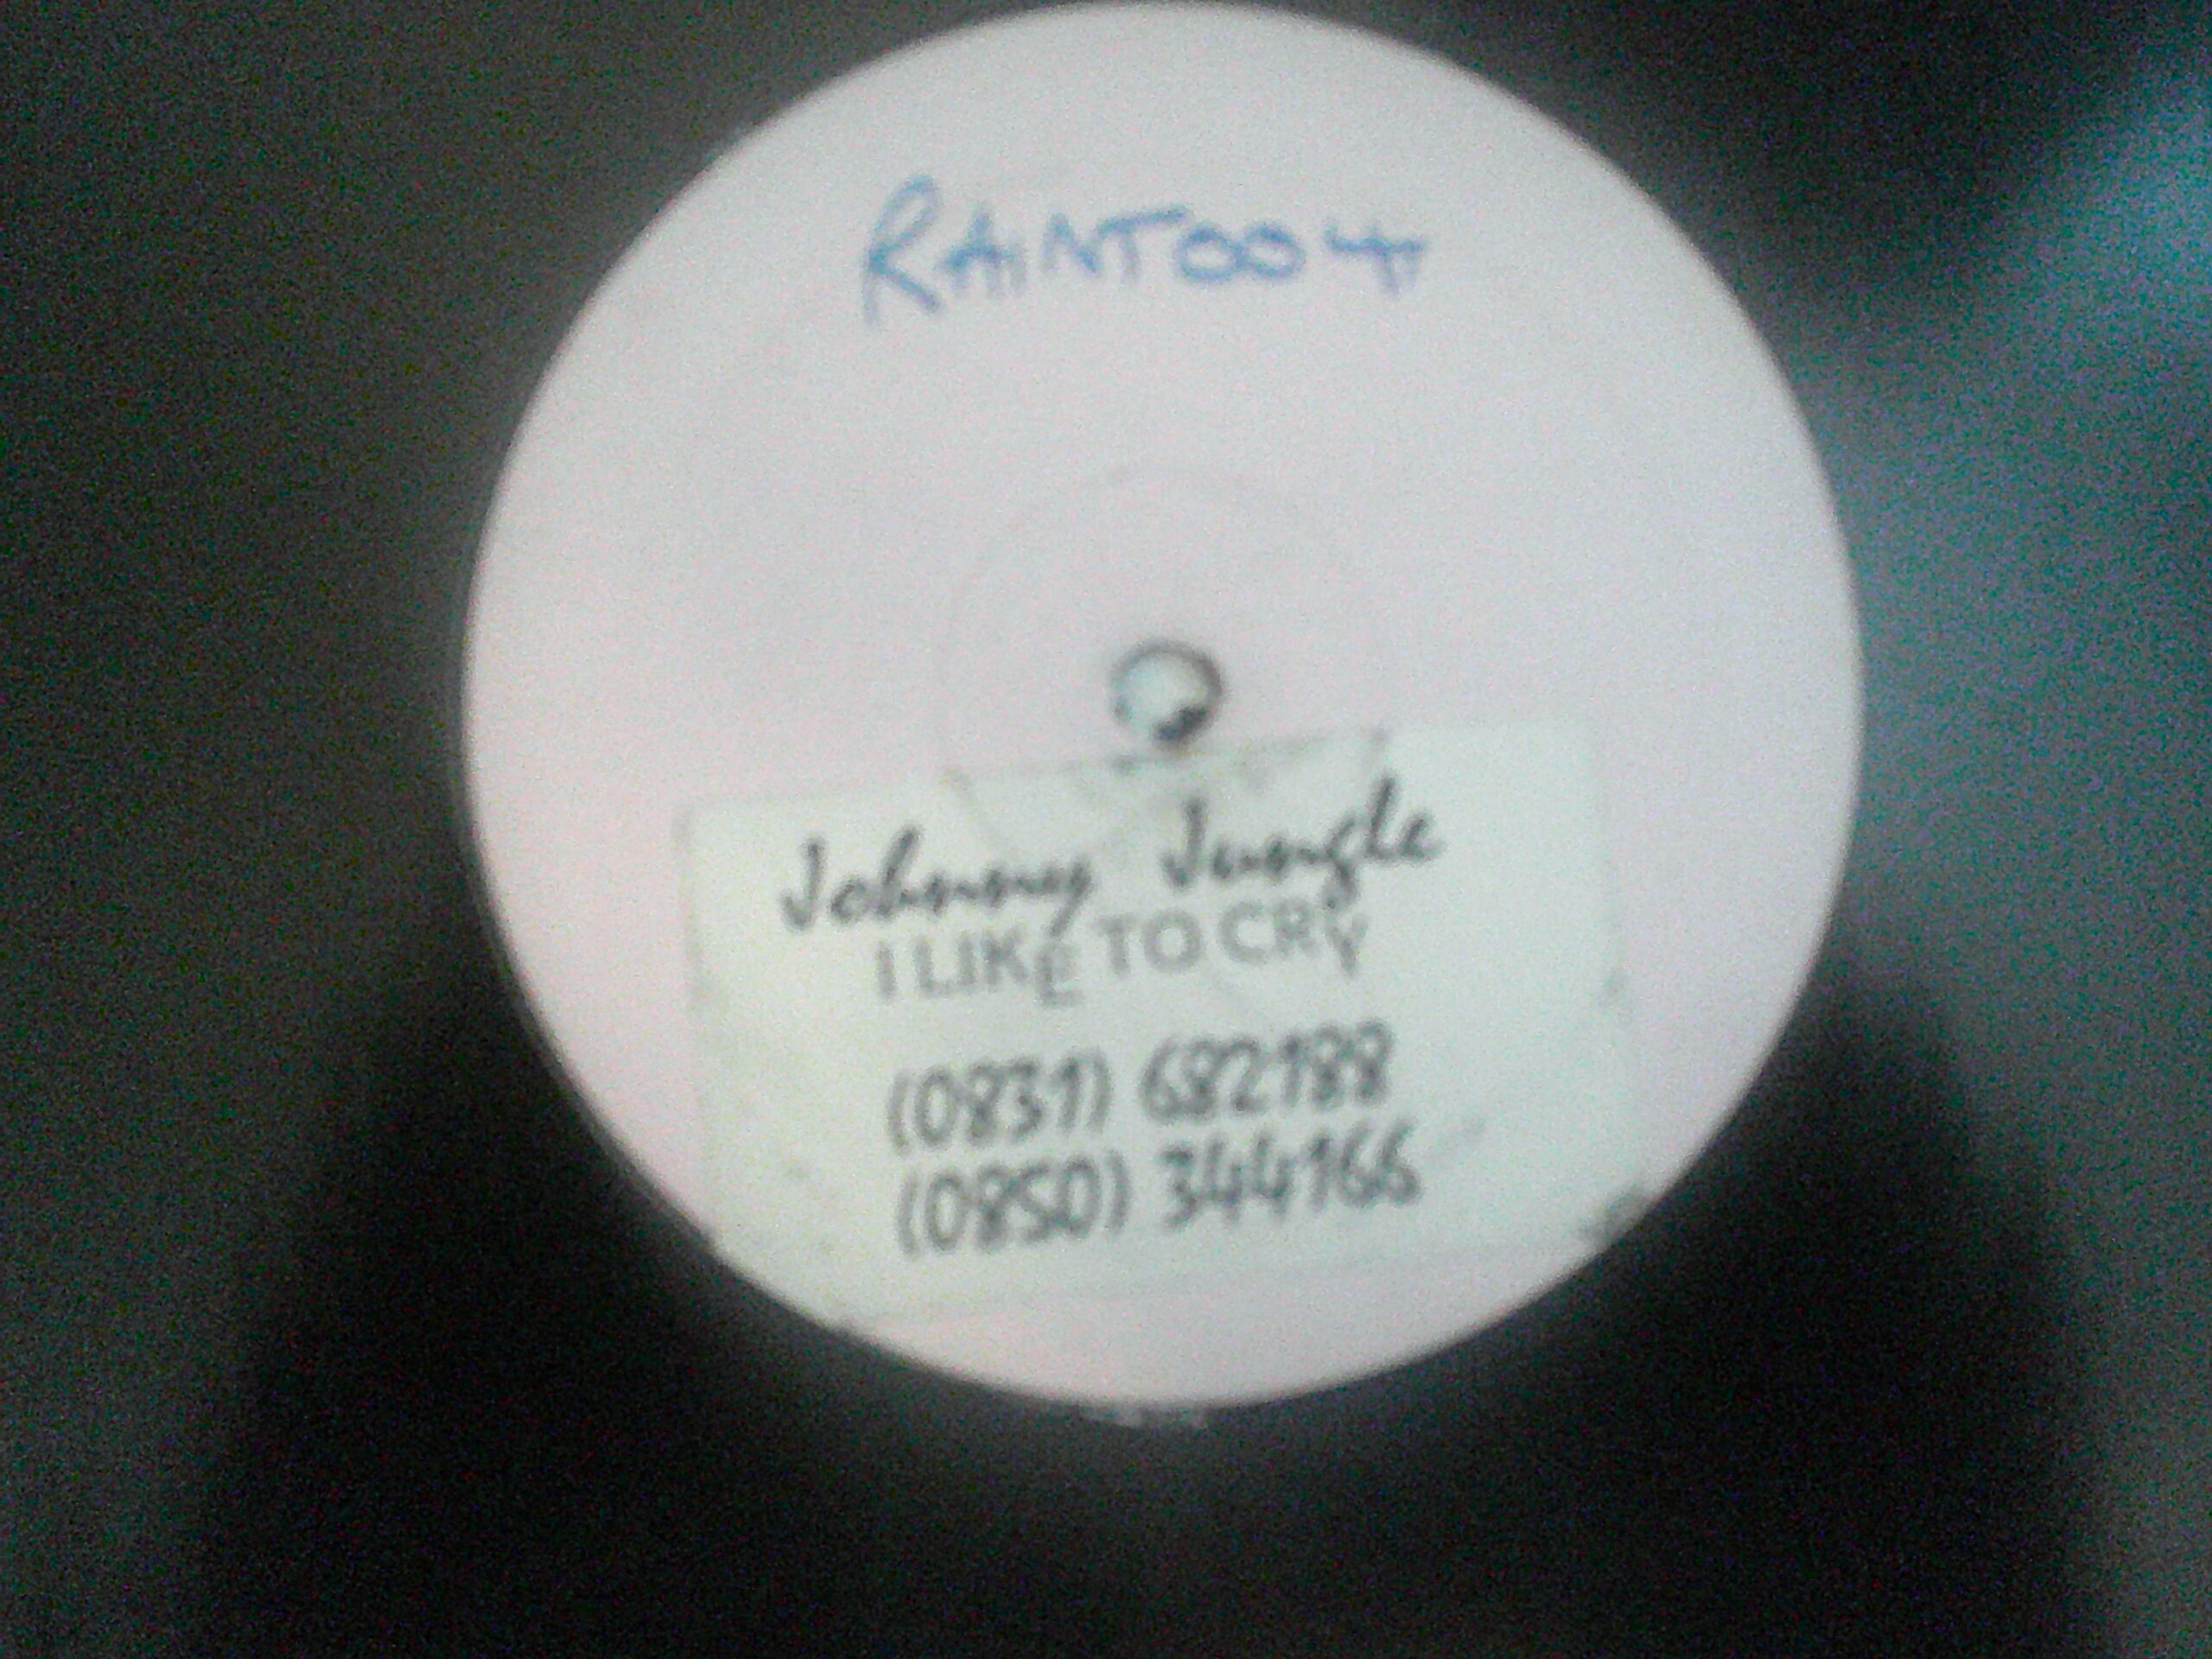 RAINT004
Johnny Jungle
I LIKE TO CRY
(0831) 682188
(0850) 344166